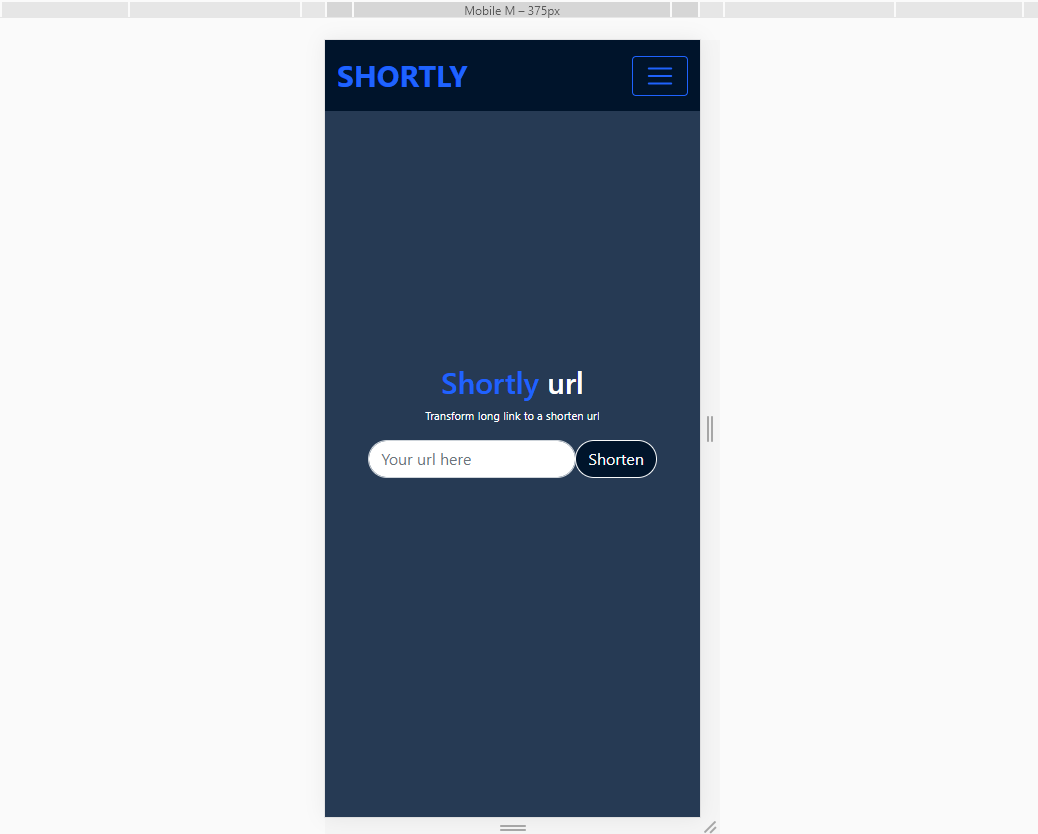 Mobile M – 375px
SHORTLY
Shortly url
Transform long link to a shorten url
Your url here
Shorten